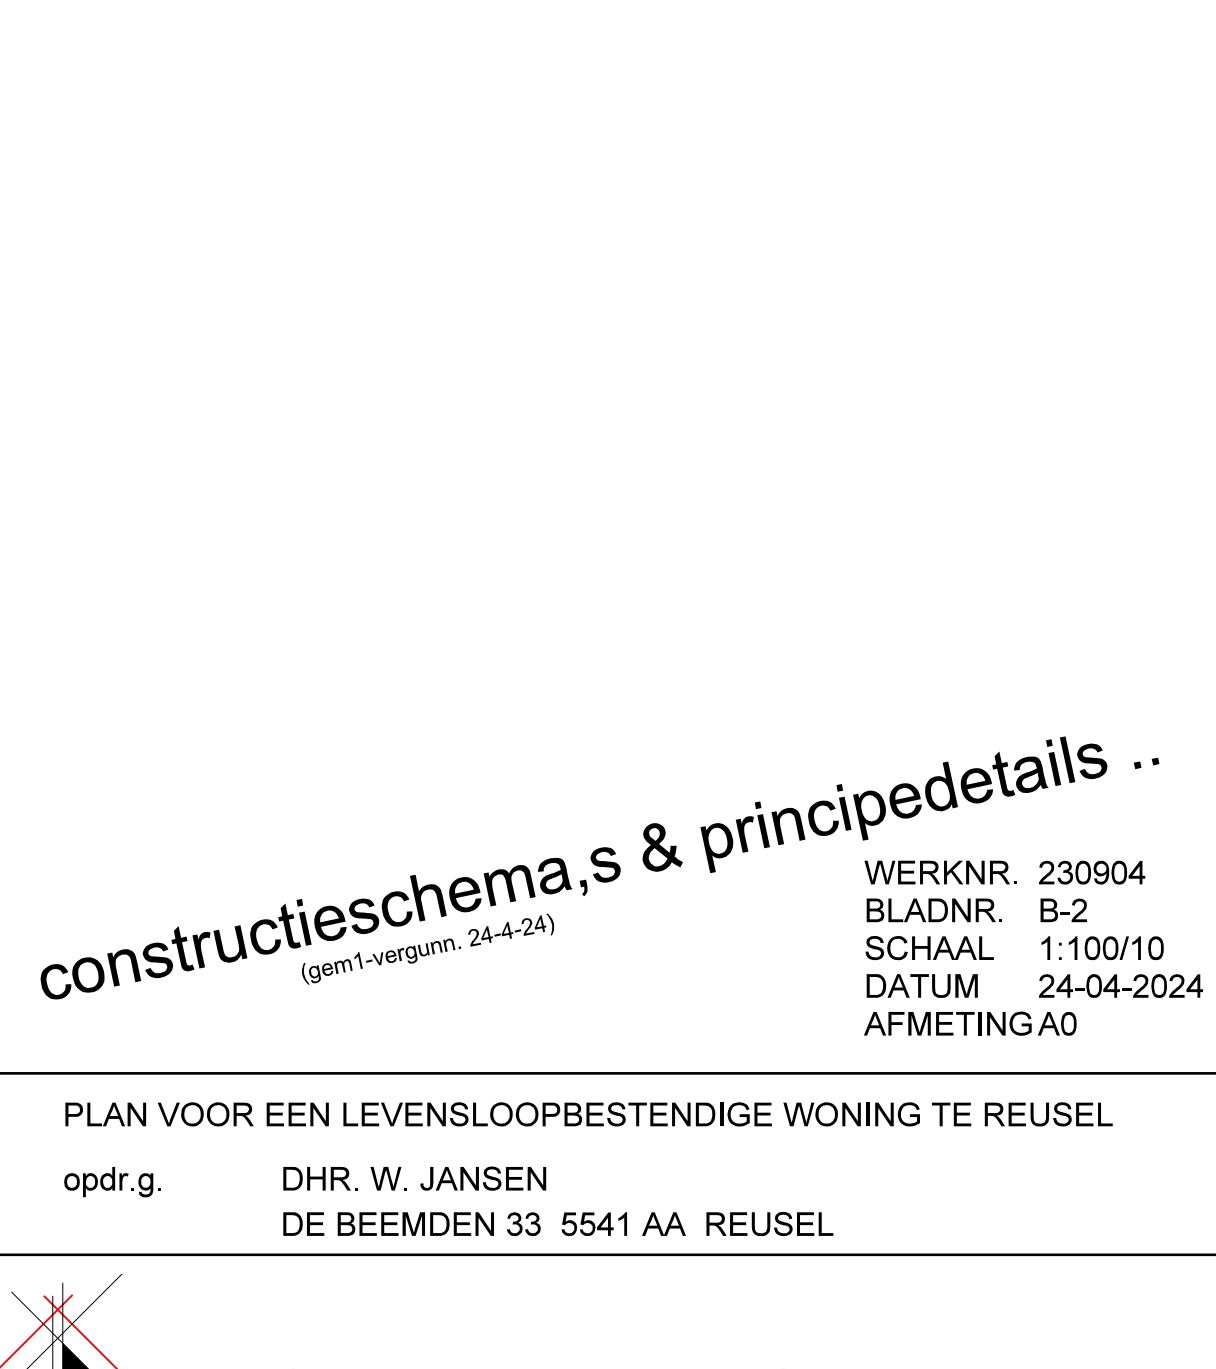 constructieschema,s & principedetails ..
(gem1-vergunn. 24-4-24)
WERKNR. 230904
BLADNR. B-2
SCHAAL 1:100/10
DATUM 24-04-2024
AFMETING A0
PLAN VOOR EEN LEVENSLOOPBESTENDIGE WONING TE REUSEL
opdr.g. DHR. W. JANSEN
DE BEEMDEN 33 5541 AA REUSEL